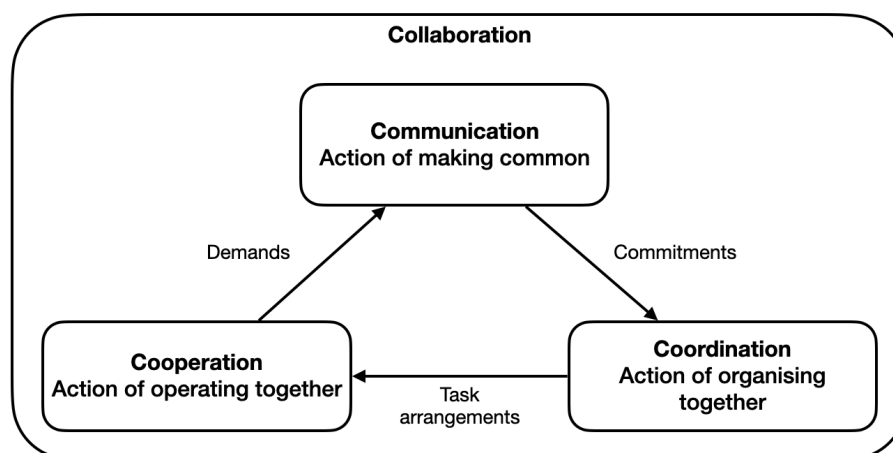 Collaboration
Communication
Action of making common
Demands
Commitments
Cooperation
Action of operating together
Coordination
Action of organising
together
Task
arrangements